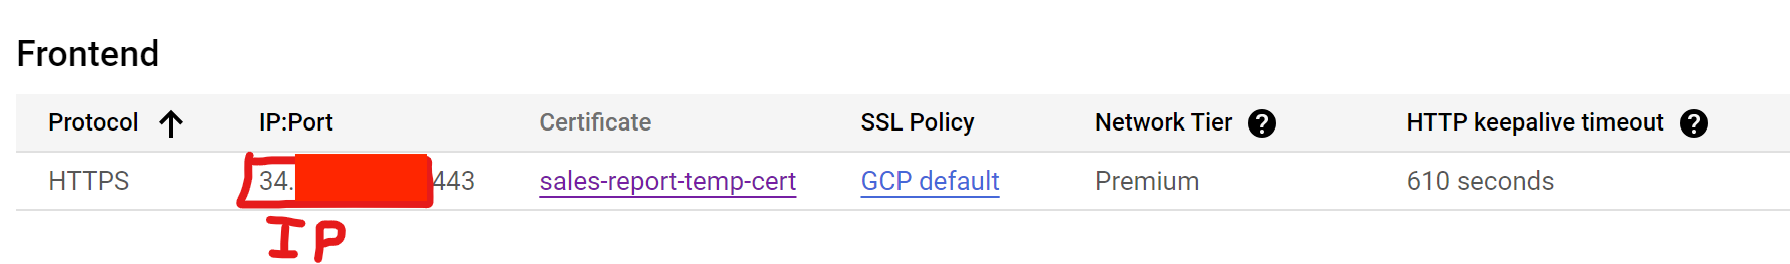 Frontend
Protocol IP:Port Certificate SSL Policy Network Tier HTTP keepalive timeout
HTTPS 34. 443 sales-report-temp-cert GCP default Premium 610 seconds
IP